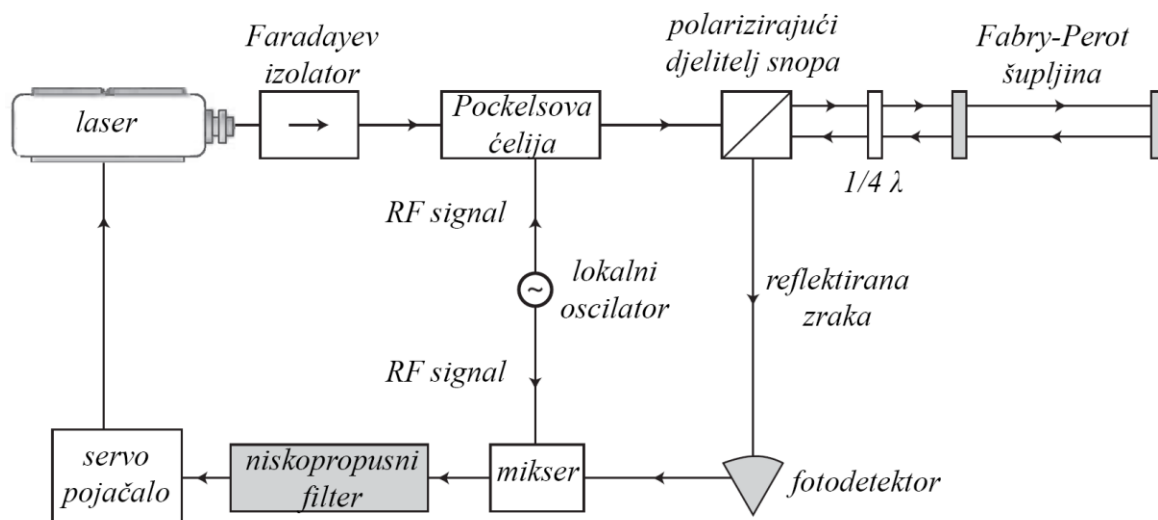 Faradayev
izolator
polarizirajući
djelitelj snopa
Fabry-Perot
šupljina
laser
Pockelsova
ćelija
1/4 λ
RF signal
~
lokalni
oscilator
reflektirana
zraka
RF signal
servo
pojačalo
niskopropusni
filter
mikser
fotodetektor